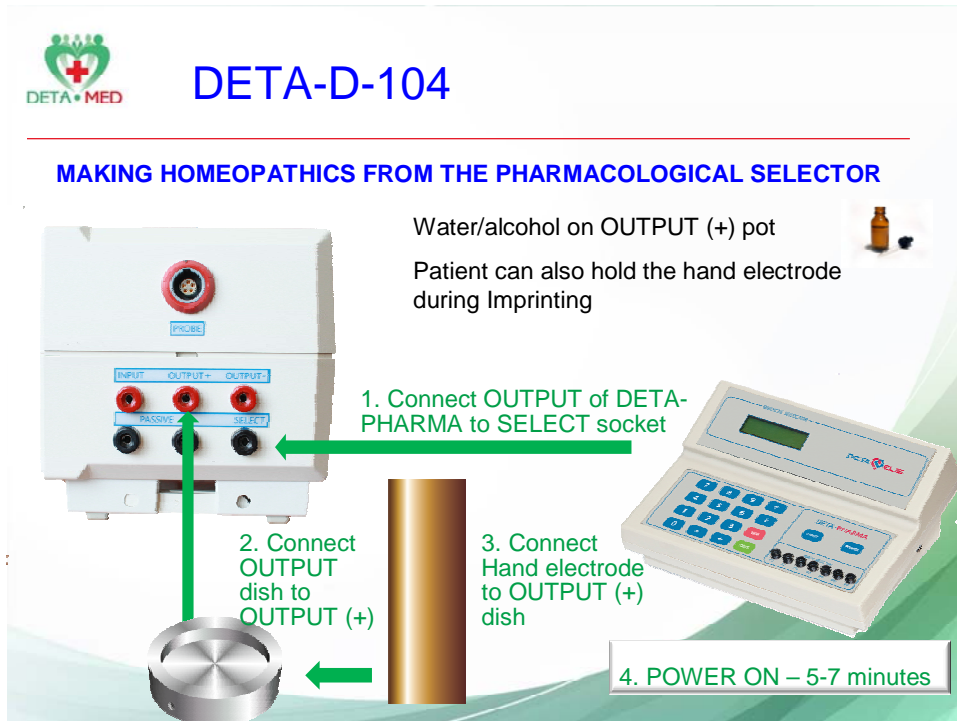 DETA • MED
DETA-D-104
MAKING HOMEOPATHICS FROM THE PHARMACOLOGICAL SELECTOR
Water/alcohol on OUTPUT (+) pot
Patient can also hold the hand electrode
during Imprinting
PROBE
INPUT OUTPUT+ OUTPUT-
PASSIVE SELECT
1. Connect OUTPUT of DETA-
PHARMA to SELECT socket
DETA ELIS
DETA-PHARMA
2. Connect
OUTPUT
dish to
OUTPUT (+)
3. Connect
Hand electrode
to OUTPUT (+)
dish
4. POWER ON – 5-7 minutes